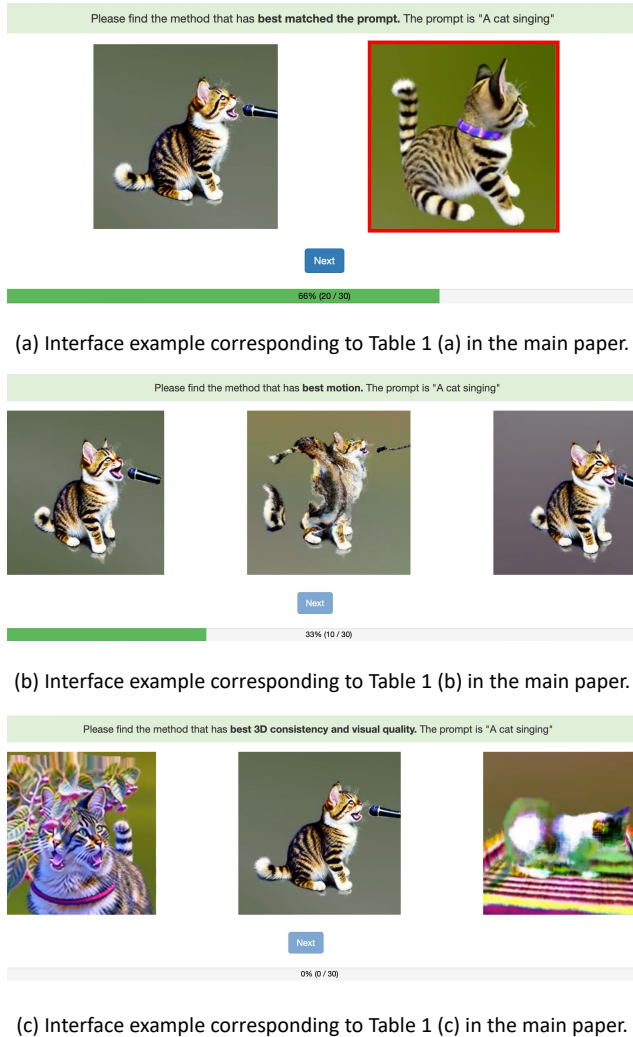 Please find the method that has best matched the prompt. The prompt is "A cat singing"
Next
66% (20 / 30)
(a) Interface example corresponding to Table 1 (a) in the main paper.
Please find the method that has best motion. The prompt is "A cat singing"
Next
33% (10 / 30)
(b) Interface example corresponding to Table 1 (b) in the main paper.
Please find the method that has best 3D consistency and visual quality. The prompt is "A cat singing"
Next
0% (0 / 30)
(c) Interface example corresponding to Table 1 (c) in the main paper.